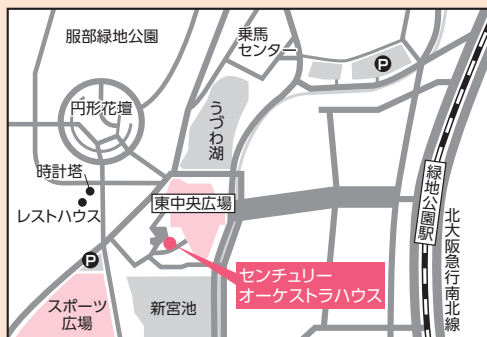 服部緑地公園
乗馬
センター
P
円形花壇
うづわ湖
時計塔
レストハウス
東中央広場
緑地公園駅
北大阪急行南北線
P
センチュリー
オーケストラハウス
スポーツ
広場
新宮池